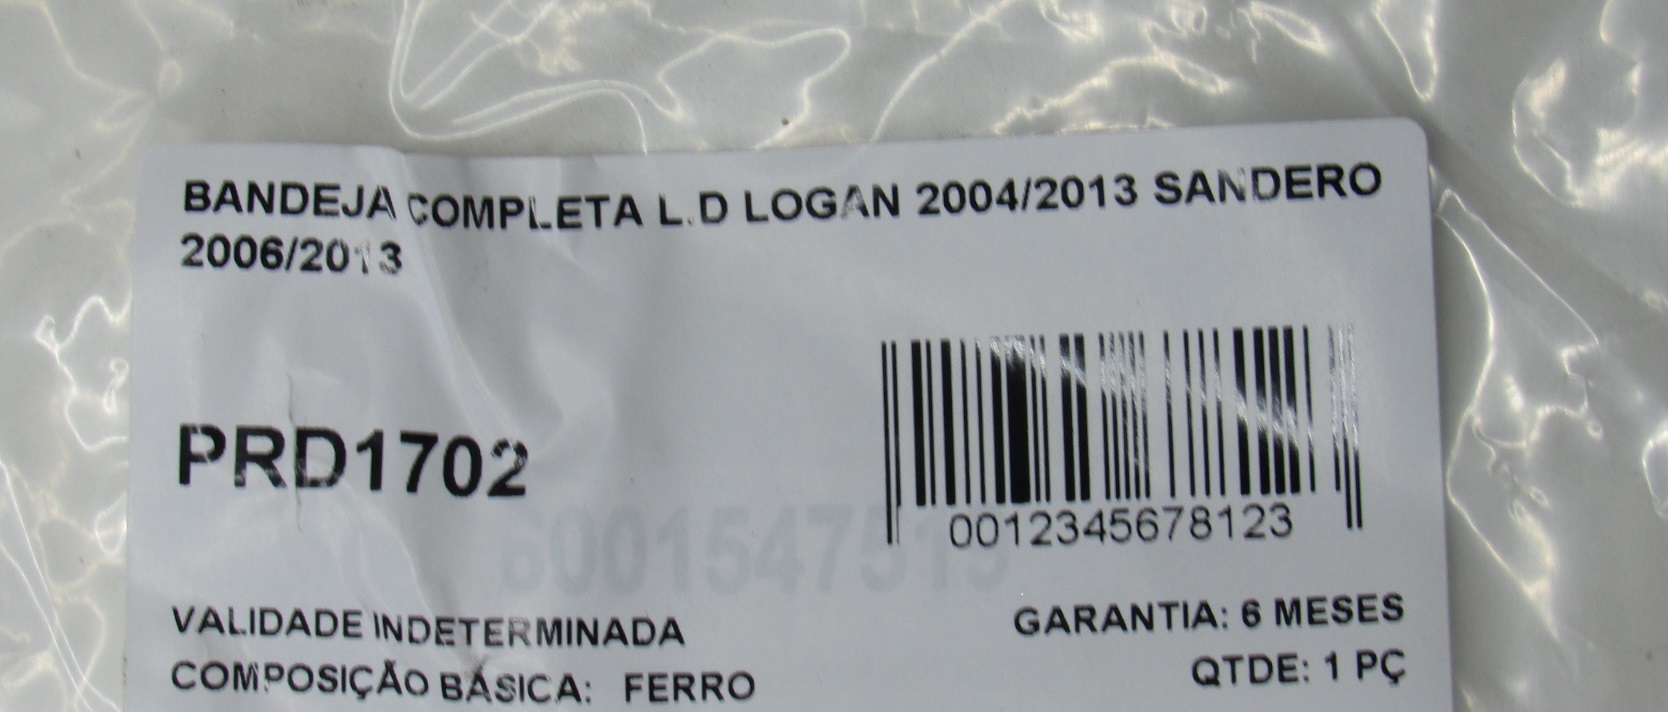 BANDEJA COMPLETA L.D LOGAN 2004/2013 SANDERO
2006/2013
PRD1702
0012345678123
6001547519
VALIDADE INDETERMINADA
GARANTIA: 6 MESES
COMPOSIÇÃO BÁSICA: FERRO
QTDE: 1 PÇ